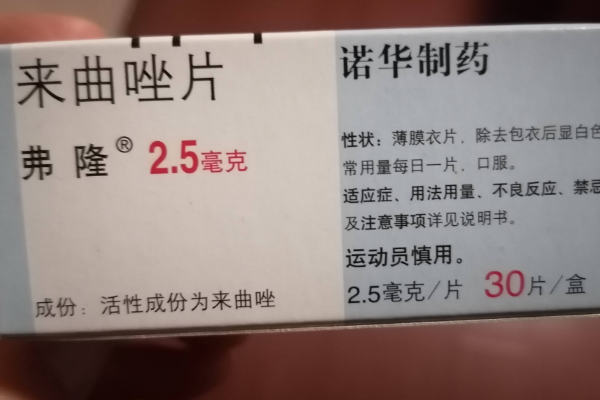 来曲唑片
弗隆® 2.5毫克
成份：活性成份为来曲唑
诺华制药
性状：薄膜衣片，除去包衣后显白色
常用量每日一片，口服。
适应症、用法用量、不良反应、禁忌
及注意事项详见说明书。
运动员慎用。
2.5毫克/片 30片/盒